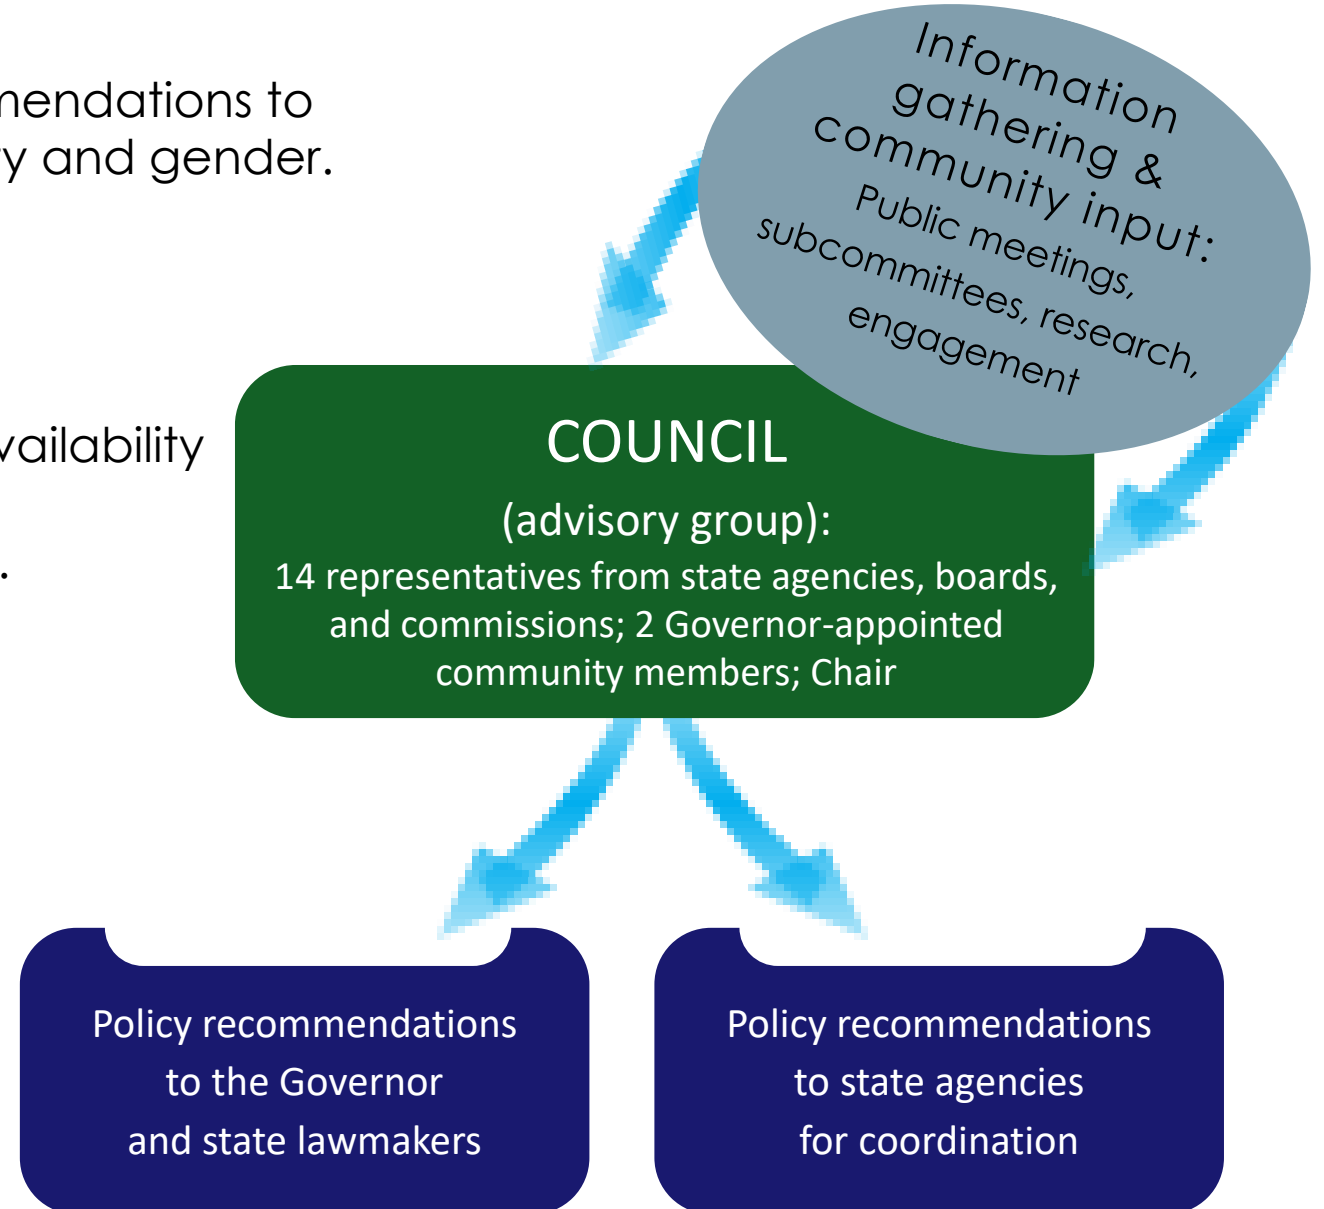 Information
gathering &
community input:
Public meetings,
subcommittees, research,
engagement
mendations to
ty and gender.
vailability
.
COUNCIL
(advisory group):
14 representatives from state agencies, boards,
and commissions; 2 Governor-appointed
community members; Chair
Policy recommendations
to the Governor
and state lawmakers
Policy recommendations
to state agencies
for coordination